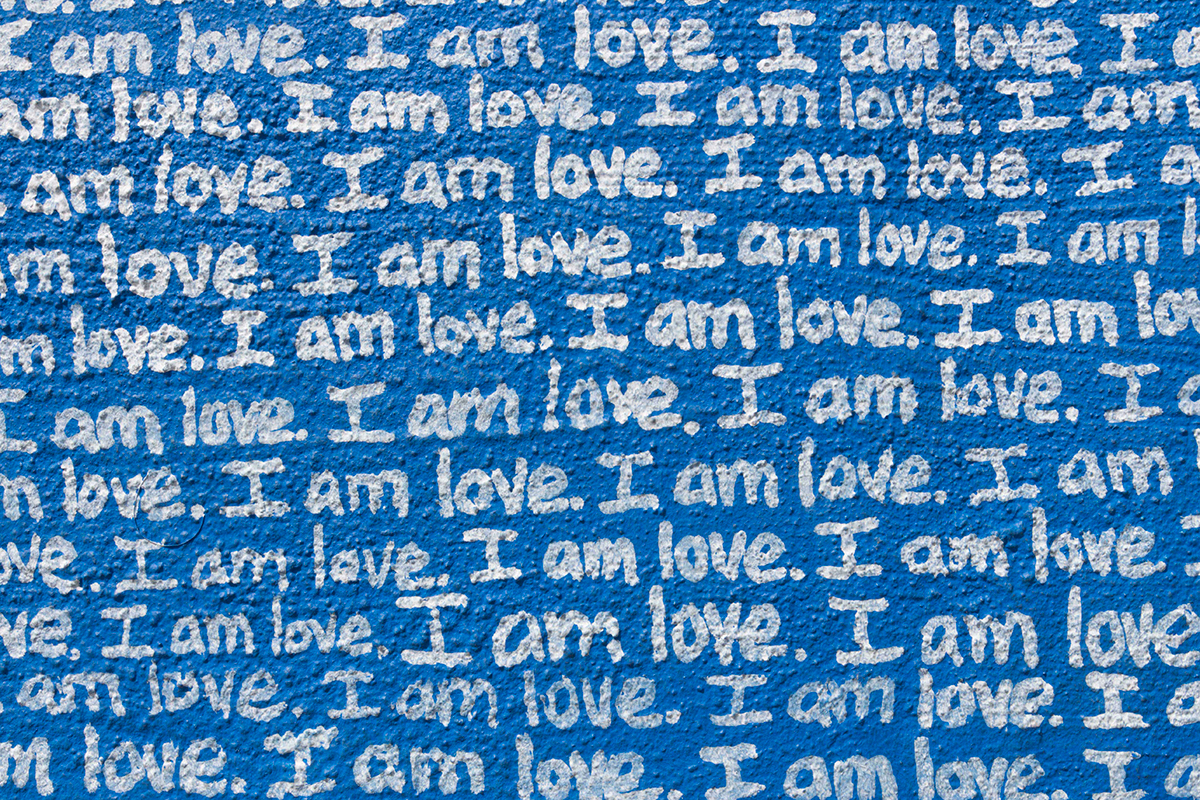 I am love. I am love. I am love I
am love. I am love. I am love. I am
am love. I am love. I am love. I a
am love. I am love. I am love. I am l
m love. I am love. I am love. I am lo
I am love. I am love. I am love. I
m love. I am love. I am love. I am
ove. I am love. I am love. I am love. I
ve. I am love. I am love. I am love
am love. I am love. I am love. I a
m love. I am love. I am love. I a